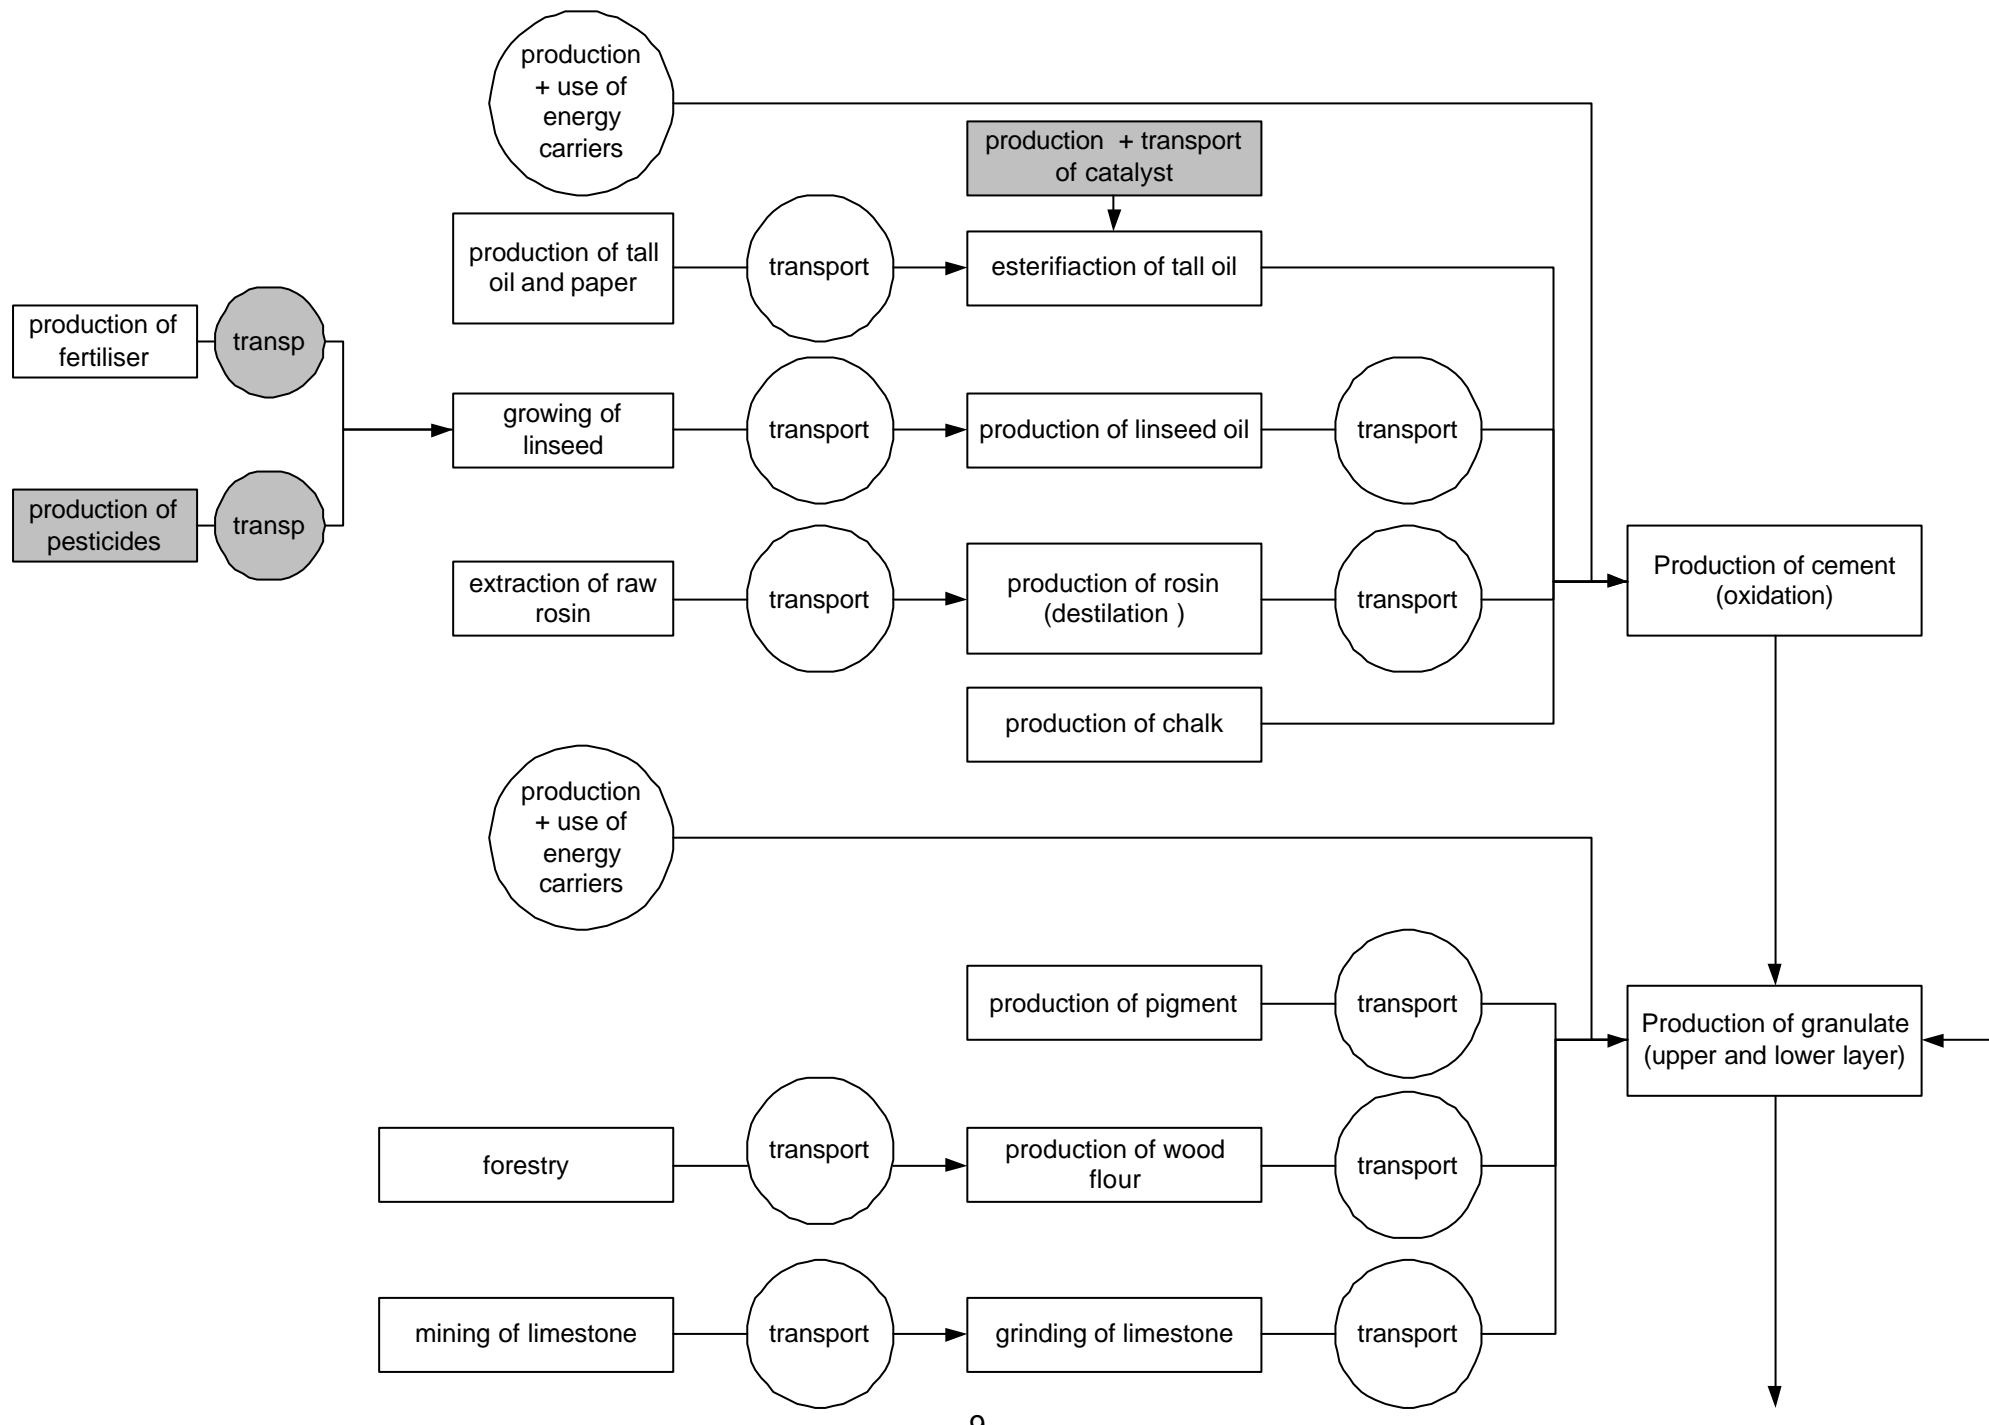 production
+ use of
energy
carriers
production  + transport
of catalyst
production of tall
oil and paper
transport
esterifiaction of tall oil
production of
fertiliser
transp
growing of
linseed
transport
production of linseed oil
transport
production of
pesticides
transp
extraction of raw
rosin
transport
production of rosin
(destilation )
transport
Production of cement
(oxidation)
production of chalk
production
+ use of
energy
carriers
production of pigment
transport
Production of granulate
(upper and lower layer)
forestry
transport
production of wood
flour
transport
mining of limestone
transport
grinding of limestone
transport
9